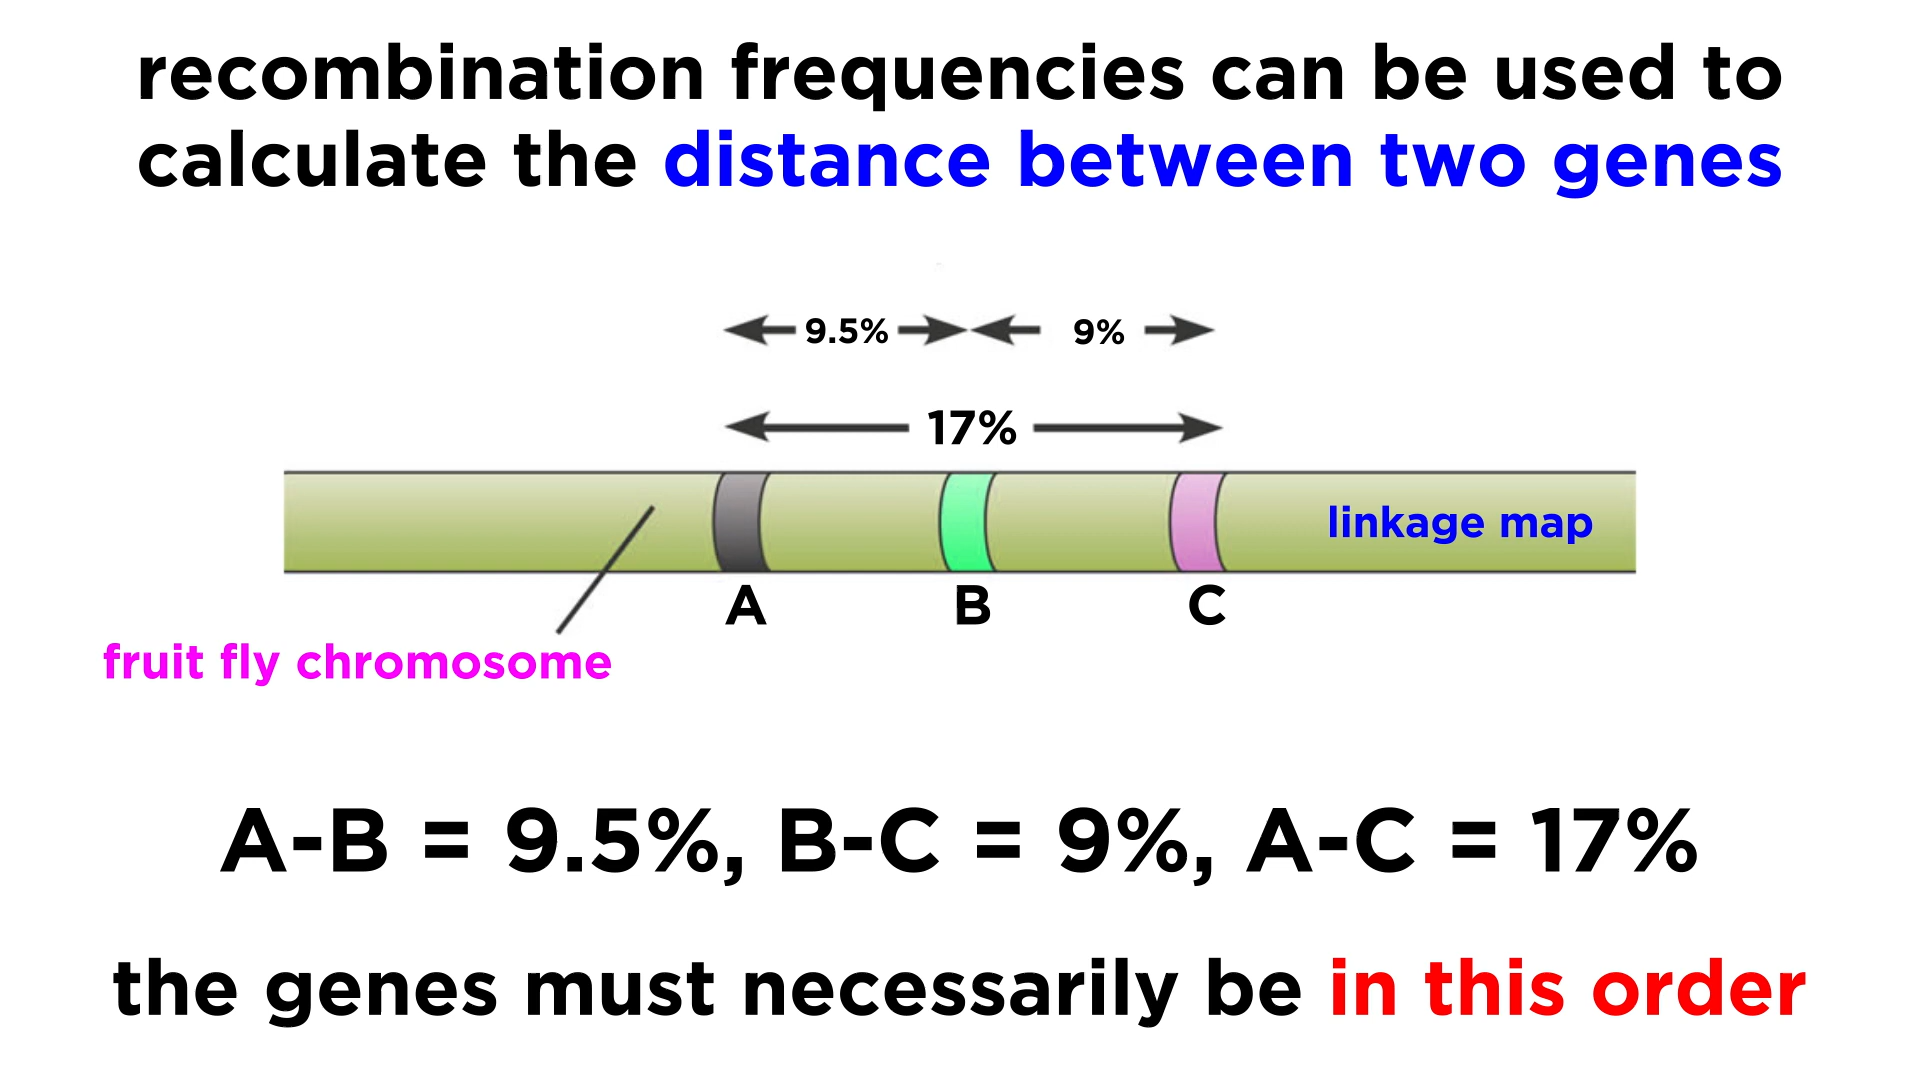 recombination frequencies can be used to
calculate the distance between two genes
9.5% 9%
17%
linkage map
A B C
fruit fly chromosome
A-B = 9.5%, B-C = 9%, A-C = 17%
the genes must necessarily be in this order